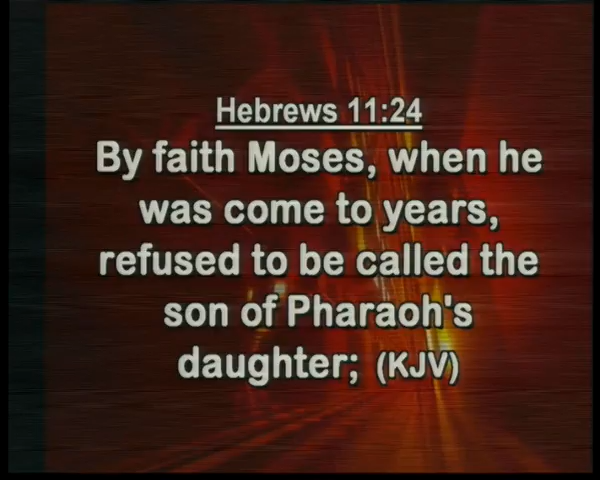 Hebrews 11:24
By faith Moses, when he
was come to years,
refused to be called the
son of Pharaoh's
daughter; (KJV)